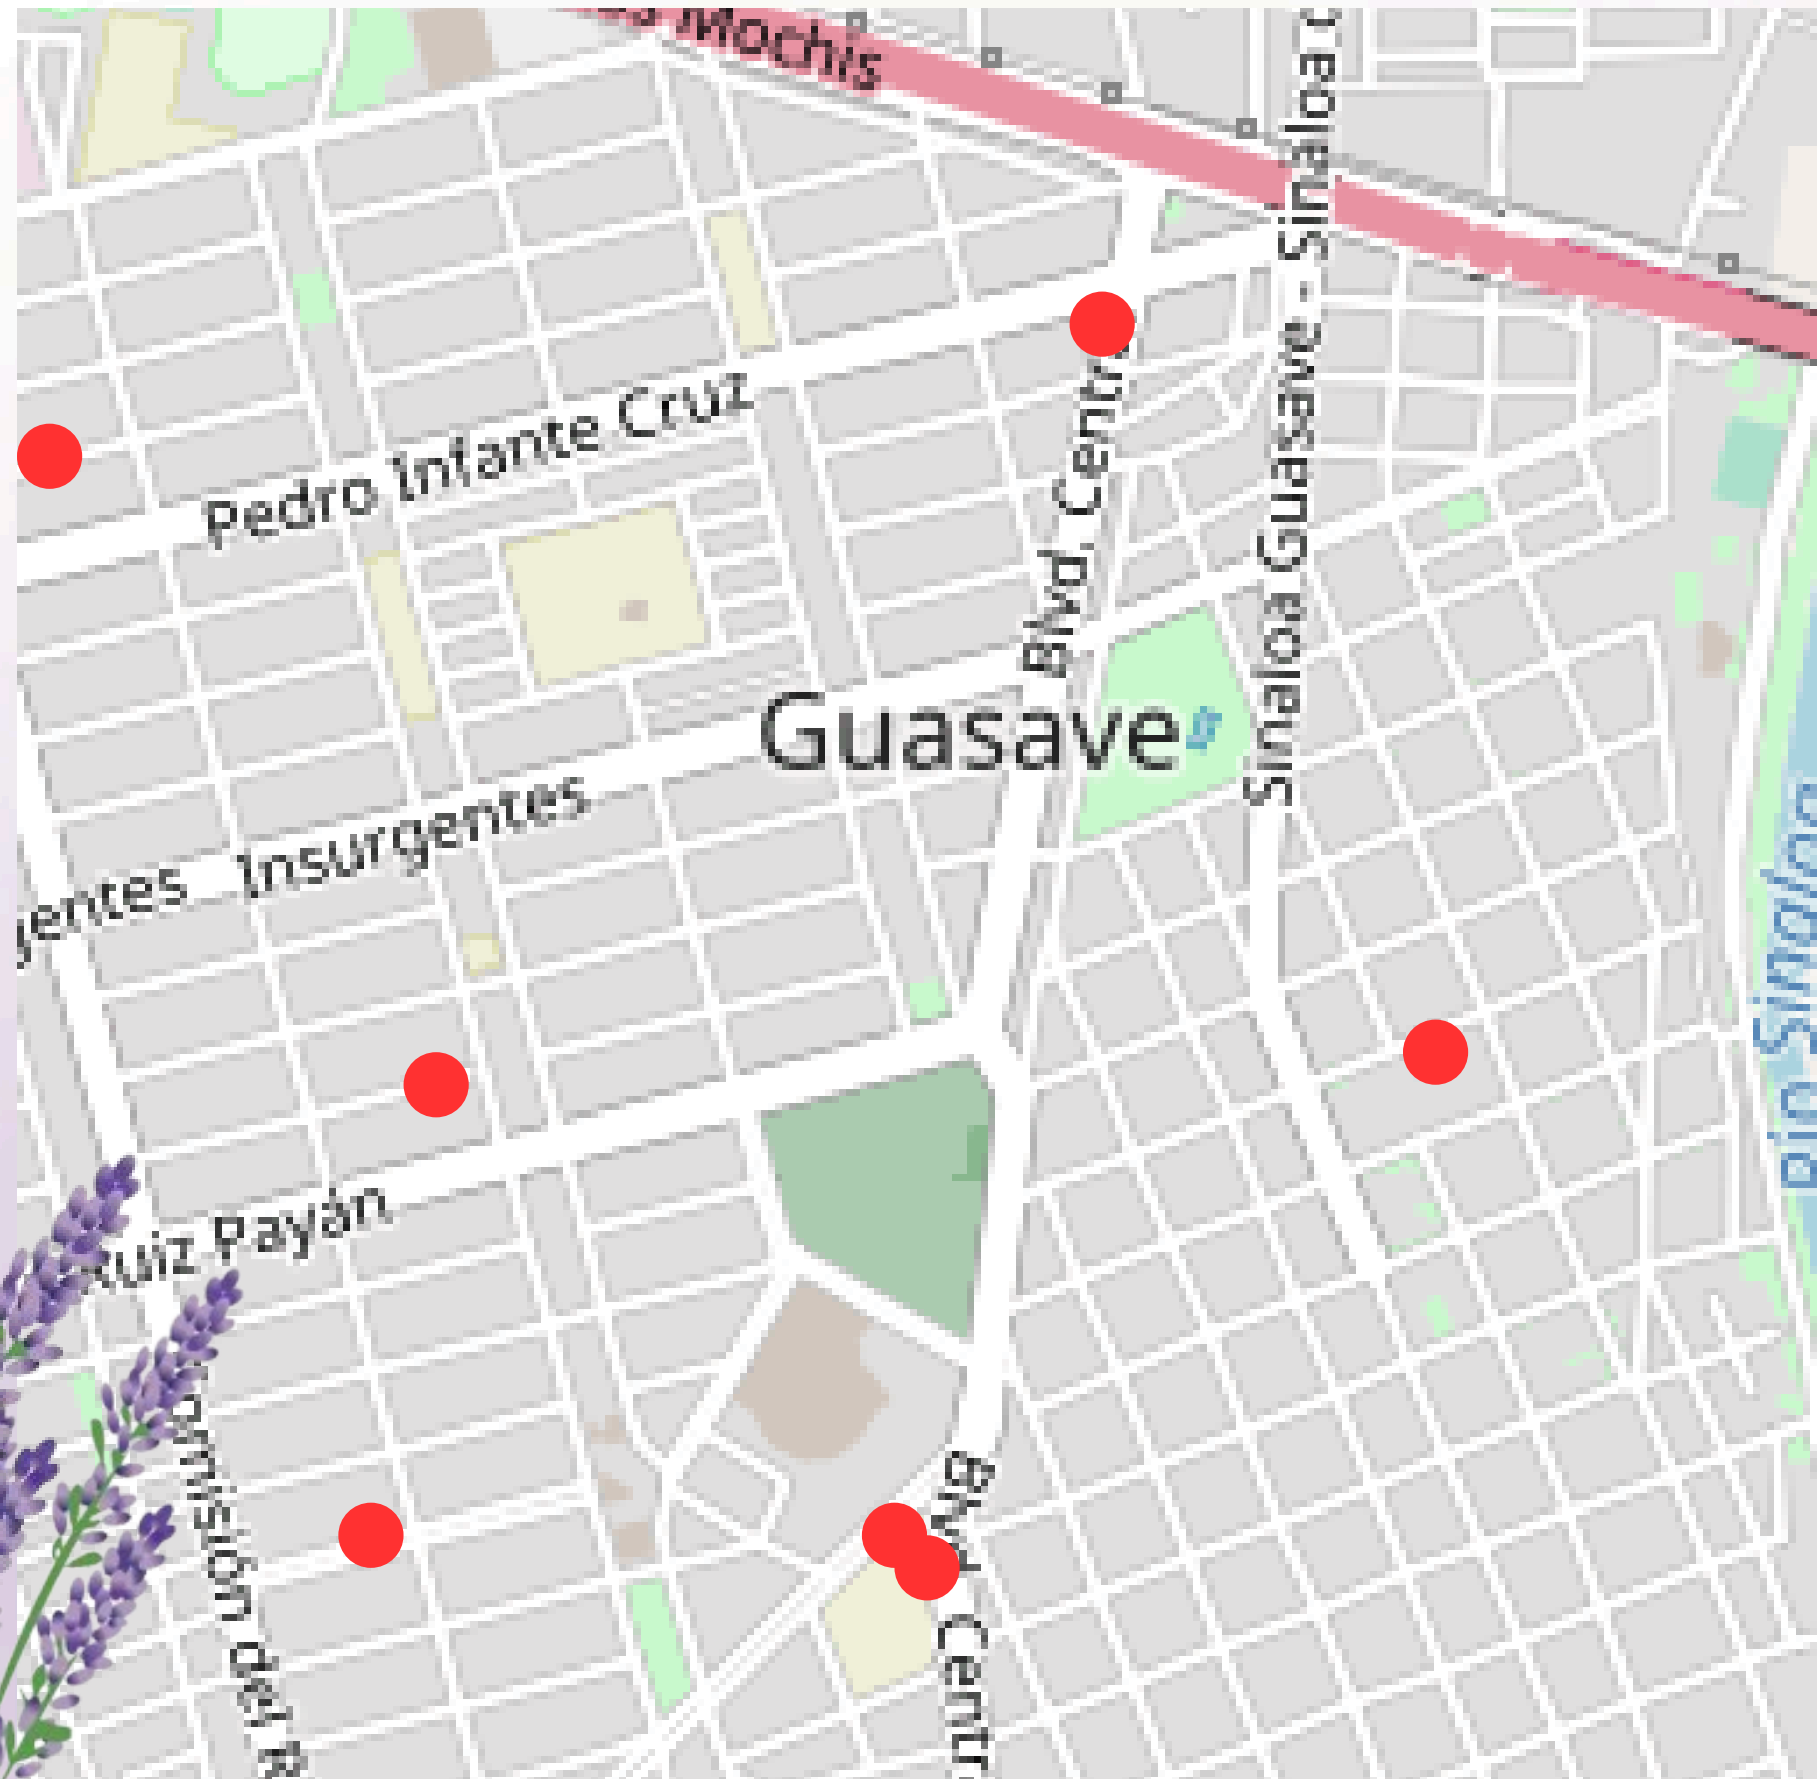 Mochis
Sinaloa Guasave - Sinaloa
Blvd. Centr
Pedro Infante Cruz
Guasave
Insurgentes
gentes
Río Sinaloa
Ruiz Payán
omisión del R
Blvd. Centr